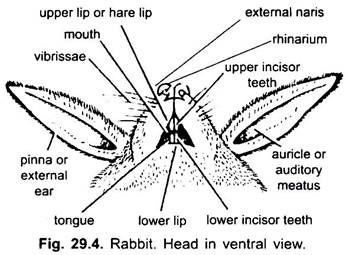 upper lip or hare lip
mouth
vibrissae
external naris
rhinarium
upper incisor
teeth
pinna or
external
ear
auricle or
auditory
meatus
tongue
lower lip
lower incisor teeth
Fig. 29.4. Rabbit. Head in ventral view.